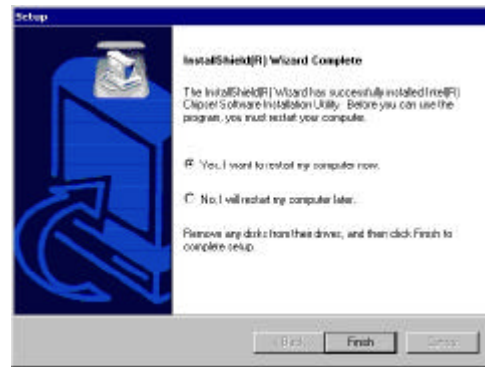 Setup
InstallShield(R) Wizard Complete
The InstallShield(R) Wizard has successfully installed Intel(R)
Chipset Software Installation Utility. Before you can use the
program, you must restart your computer.
Yes, I want to restart my computer now.
No, I will restart my computer later.
Remove any disks from their drives, and then click Finish to
complete setup.
< Back Finish Cancel